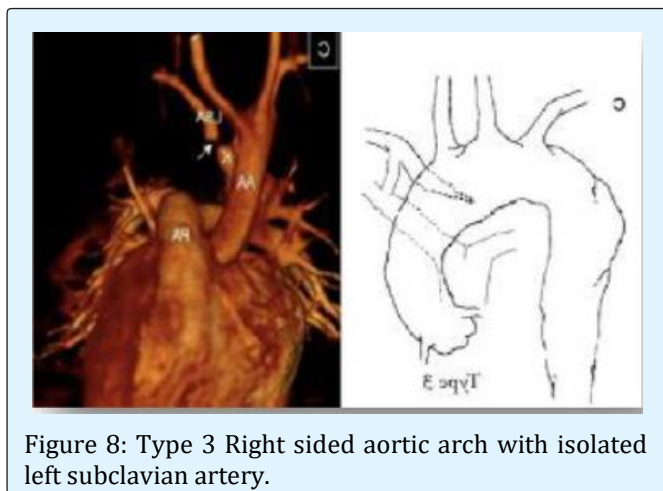 C
LSA
K
AA
PA
C
Type 3
Figure 8: Type 3 Right sided aortic arch with isolated
left subclavian artery.